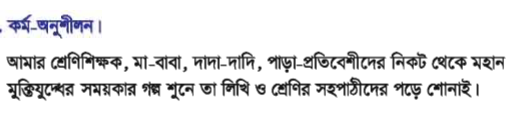 . কর্ম-অনুশীলন।
আমার শ্রেণিশিক্ষক, মা-বাবা, দাদা-দাদি, পাড়া-প্রতিবেশীদের নিকট থেকে মহান
মুক্তিযুদ্ধের সময়কার গল্প শুনে তা লিখি ও শ্রেণির সহপাঠীদের পড়ে শোনাই।